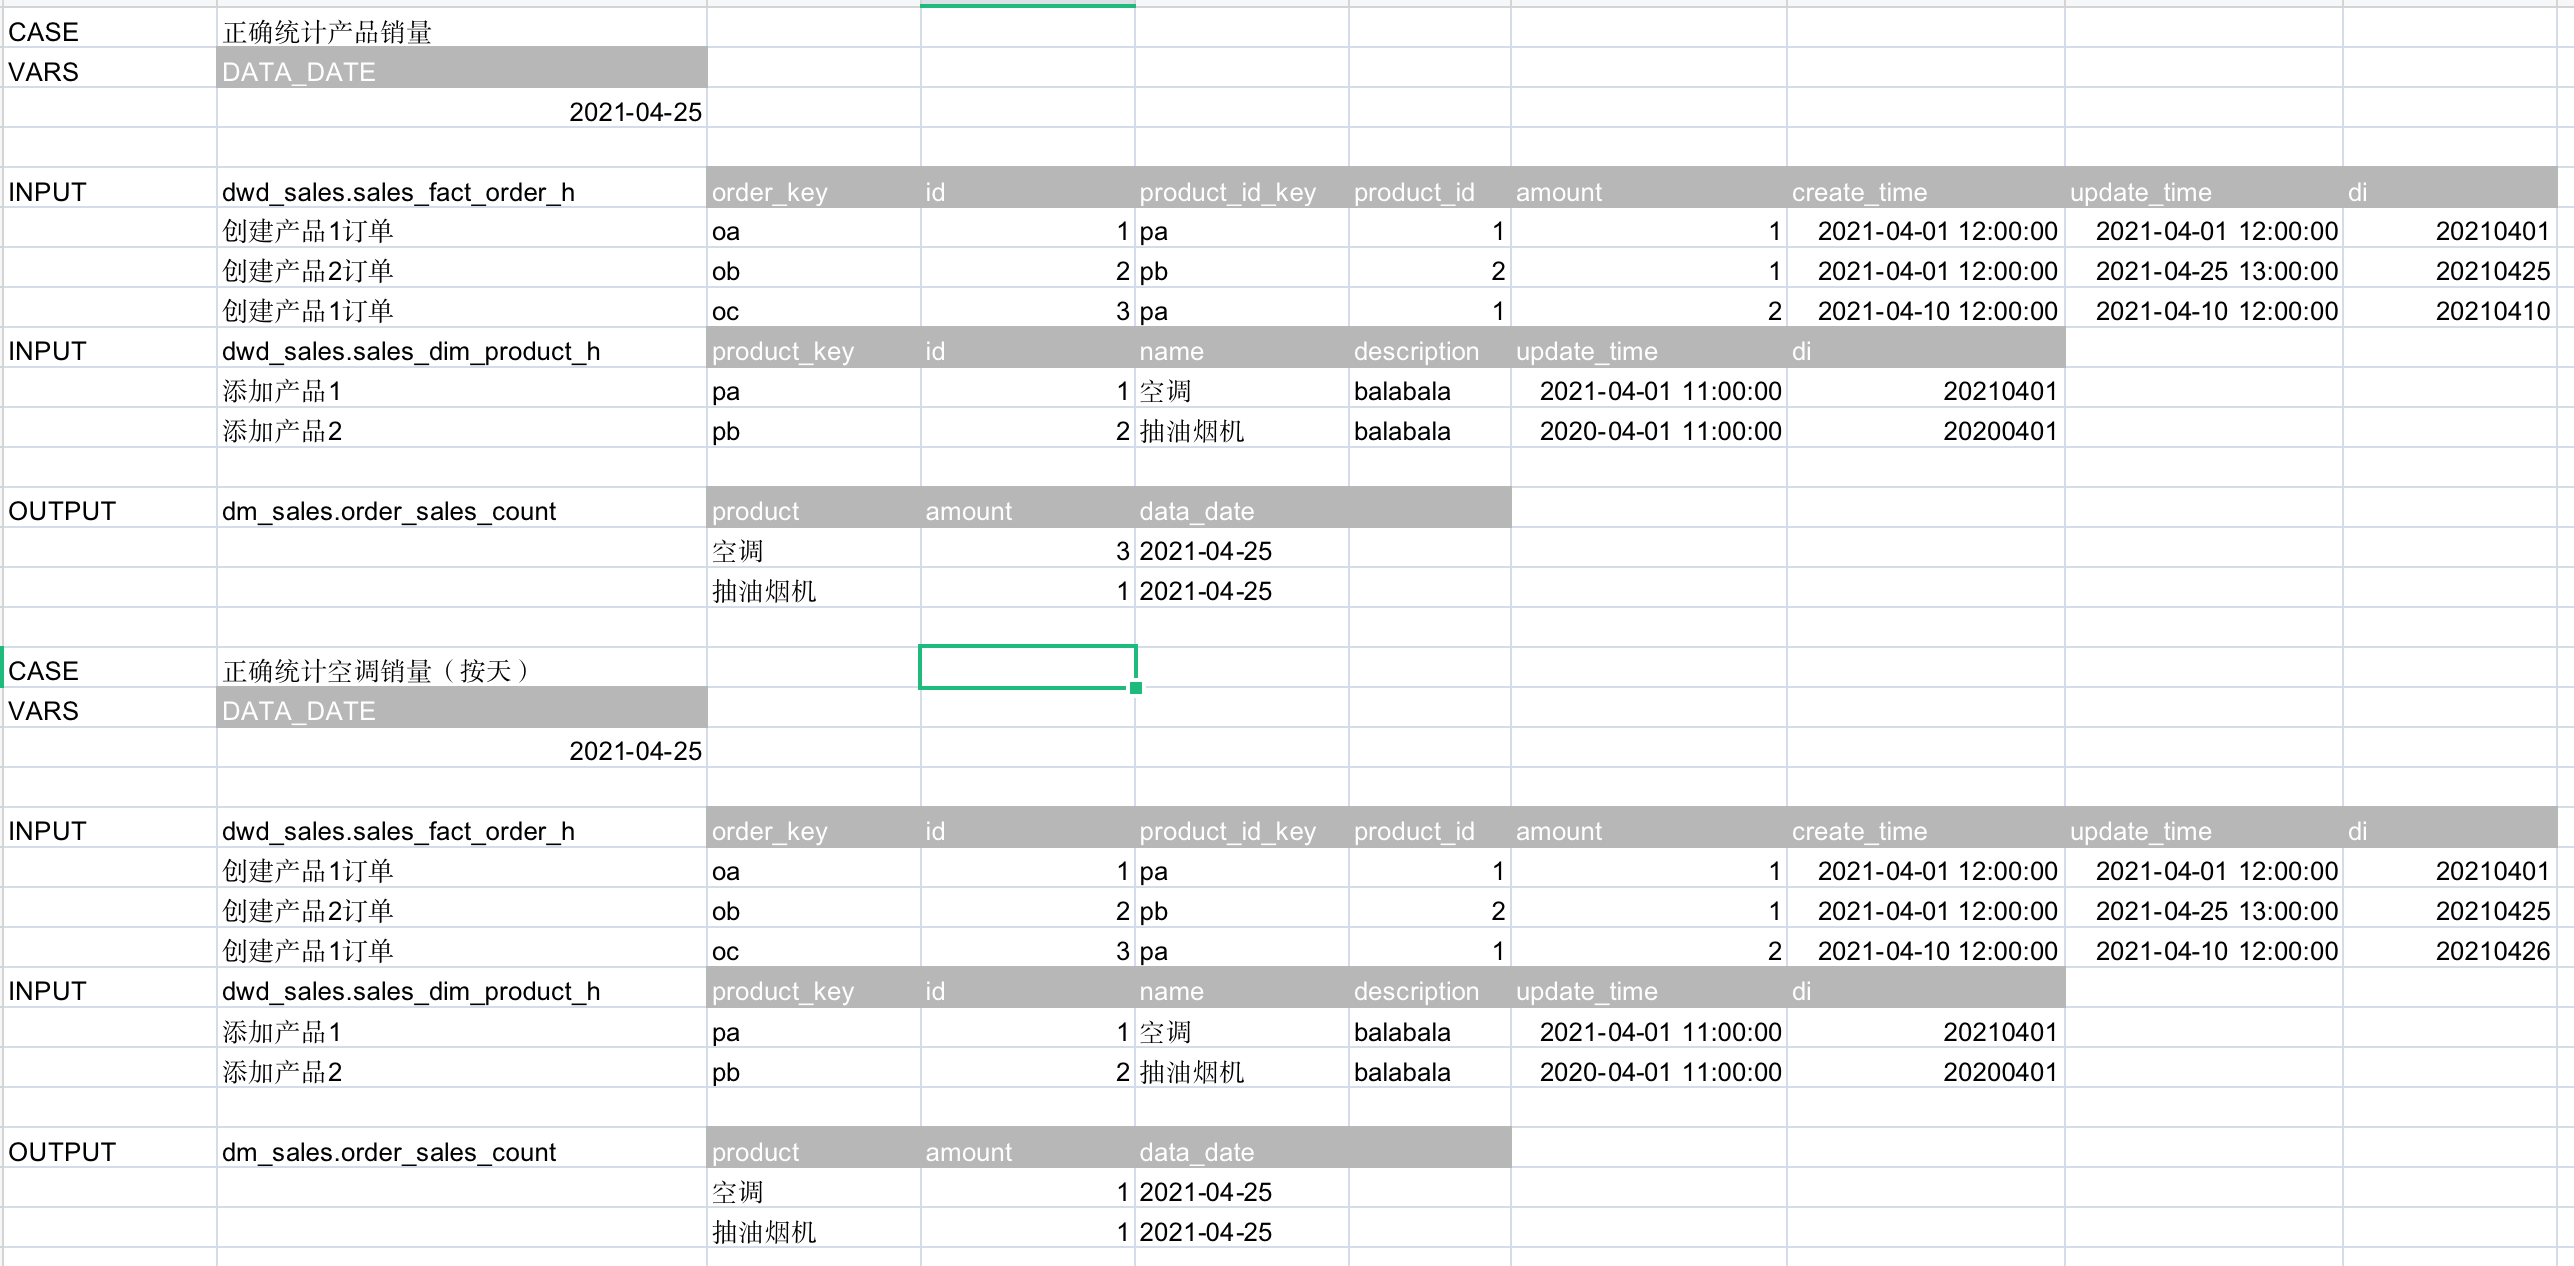 CASE 正确统计产品销量
VARS DATA_DATE
2021-04-25
INPUT dwd_sales.sales_fact_order_h order_key id product_id_key product_id amount create_time update_time di
创建产品1订单 oa 1 pa 1 1 2021-04-01 12:00:00 2021-04-01 12:00:00 20210401
创建产品2订单 ob 2 pb 2 1 2021-04-01 12:00:00 2021-04-25 13:00:00 20210425
创建产品1订单 oc 3 pa 1 2 2021-04-10 12:00:00 2021-04-10 12:00:00 20210410
INPUT dwd_sales.sales_dim_product_h product_key id name description update_time di
添加产品1 pa 1 空调 balabala 2021-04-01 11:00:00 20210401
添加产品2 pb 2 抽油烟机 balabala 2020-04-01 11:00:00 20200401
OUTPUT dm_sales.order_sales_count product amount data_date
空调 3 2021-04-25
抽油烟机 1 2021-04-25
CASE 正确统计空调销量（按天）
VARS DATA_DATE
2021-04-25
INPUT dwd_sales.sales_fact_order_h order_key id product_id_key product_id amount create_time update_time di
创建产品1订单 oa 1 pa 1 1 2021-04-01 12:00:00 2021-04-01 12:00:00 20210401
创建产品2订单 ob 2 pb 2 1 2021-04-01 12:00:00 2021-04-25 13:00:00 20210425
创建产品1订单 oc 3 pa 1 2 2021-04-10 12:00:00 2021-04-10 12:00:00 20210426
INPUT dwd_sales.sales_dim_product_h product_key id name description update_time di
添加产品1 pa 1 空调 balabala 2021-04-01 11:00:00 20210401
添加产品2 pb 2 抽油烟机 balabala 2020-04-01 11:00:00 20200401
OUTPUT dm_sales.order_sales_count product amount data_date
空调 1 2021-04-25
抽油烟机 1 2021-04-25